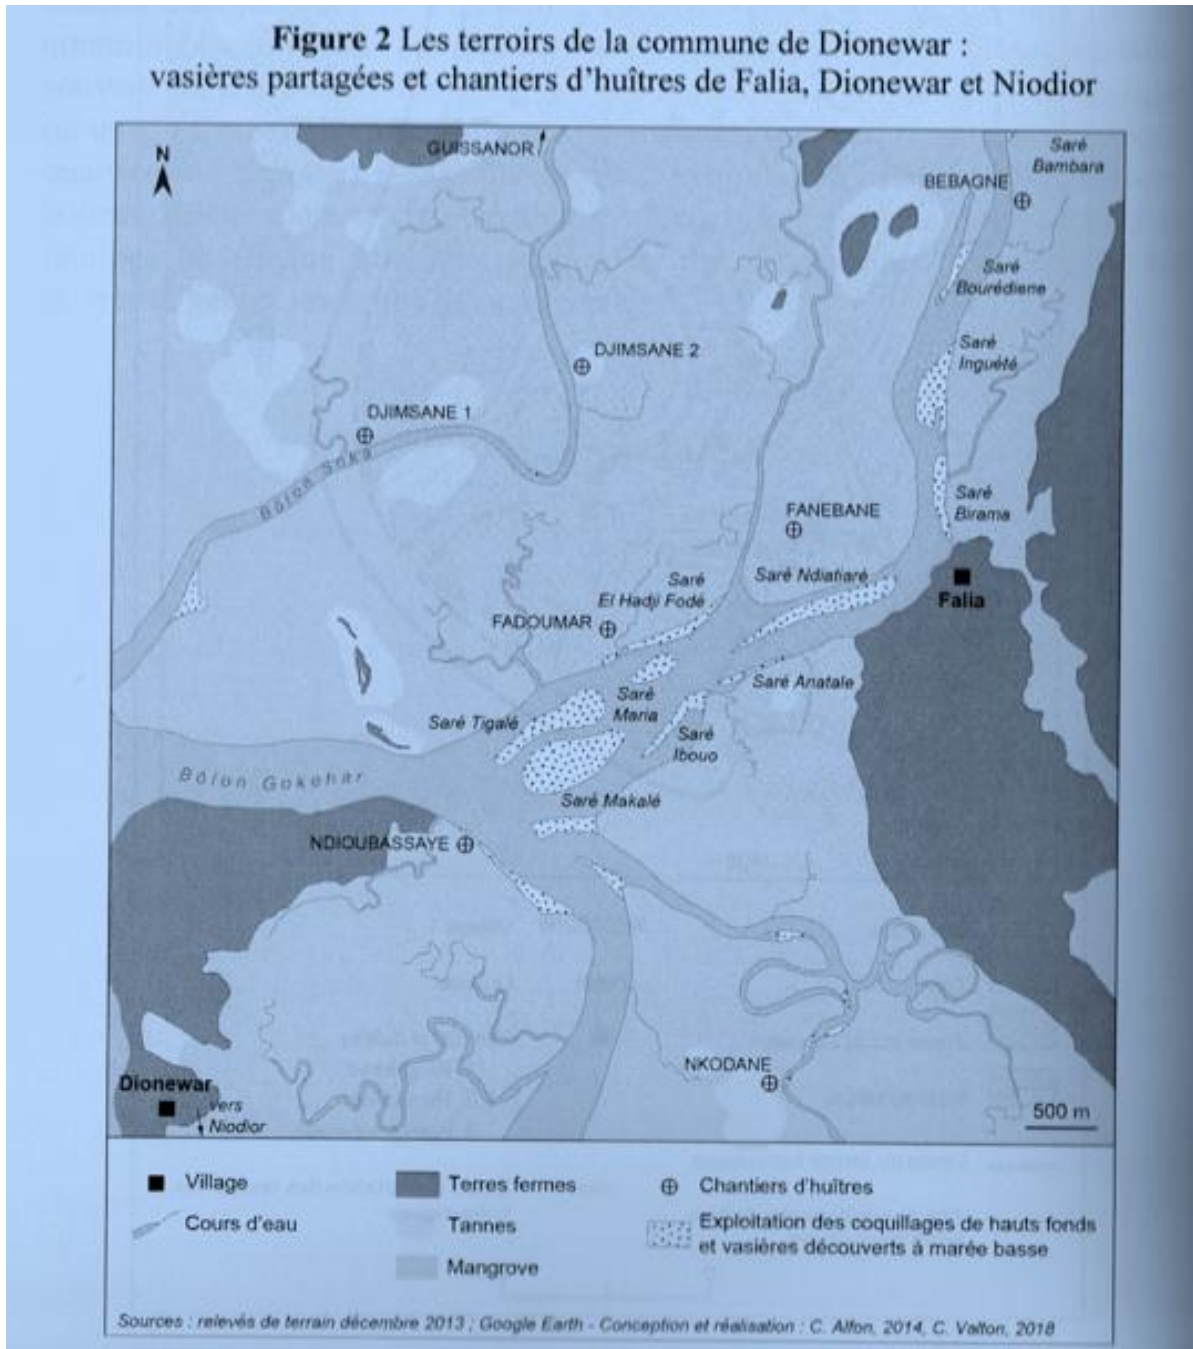 Figure 2 Les terroirs de la commune de Dionewar :
vasières partagées et chantiers d'huîtres de Falia, Dionewar et Niodior
N
GUISSANOR
Saré
Bambara
BEBAGNE
Saré
Bourédiene
Saré
Inguété
DJIMSANE 2
DJIMSANE 1
Bôlon Soka
Saré
Birama
FANEBANE
Saré Ndiatiaré
Saré
El Hadji Fodé
Falia
FADOUMAR
Saré Anatale
Saré
Maria
Saré Tigalé
Saré
Ibouo
Bôlon Gokehar
Saré Makalé
NDIOUBASSAYE
NKODANE
Dionewar
vers
Niodior
500 m
Village
Terres fermes
Chantiers d'huîtres
Cours d'eau
Tannes
Exploitation des coquillages de hauts fonds
et vasières découverts à marée basse
Mangrove
Sources : relevés de terrain décembre 2013 ; Google Earth - Conception et réalisation : C. Alfon, 2014, C. Valton, 2018